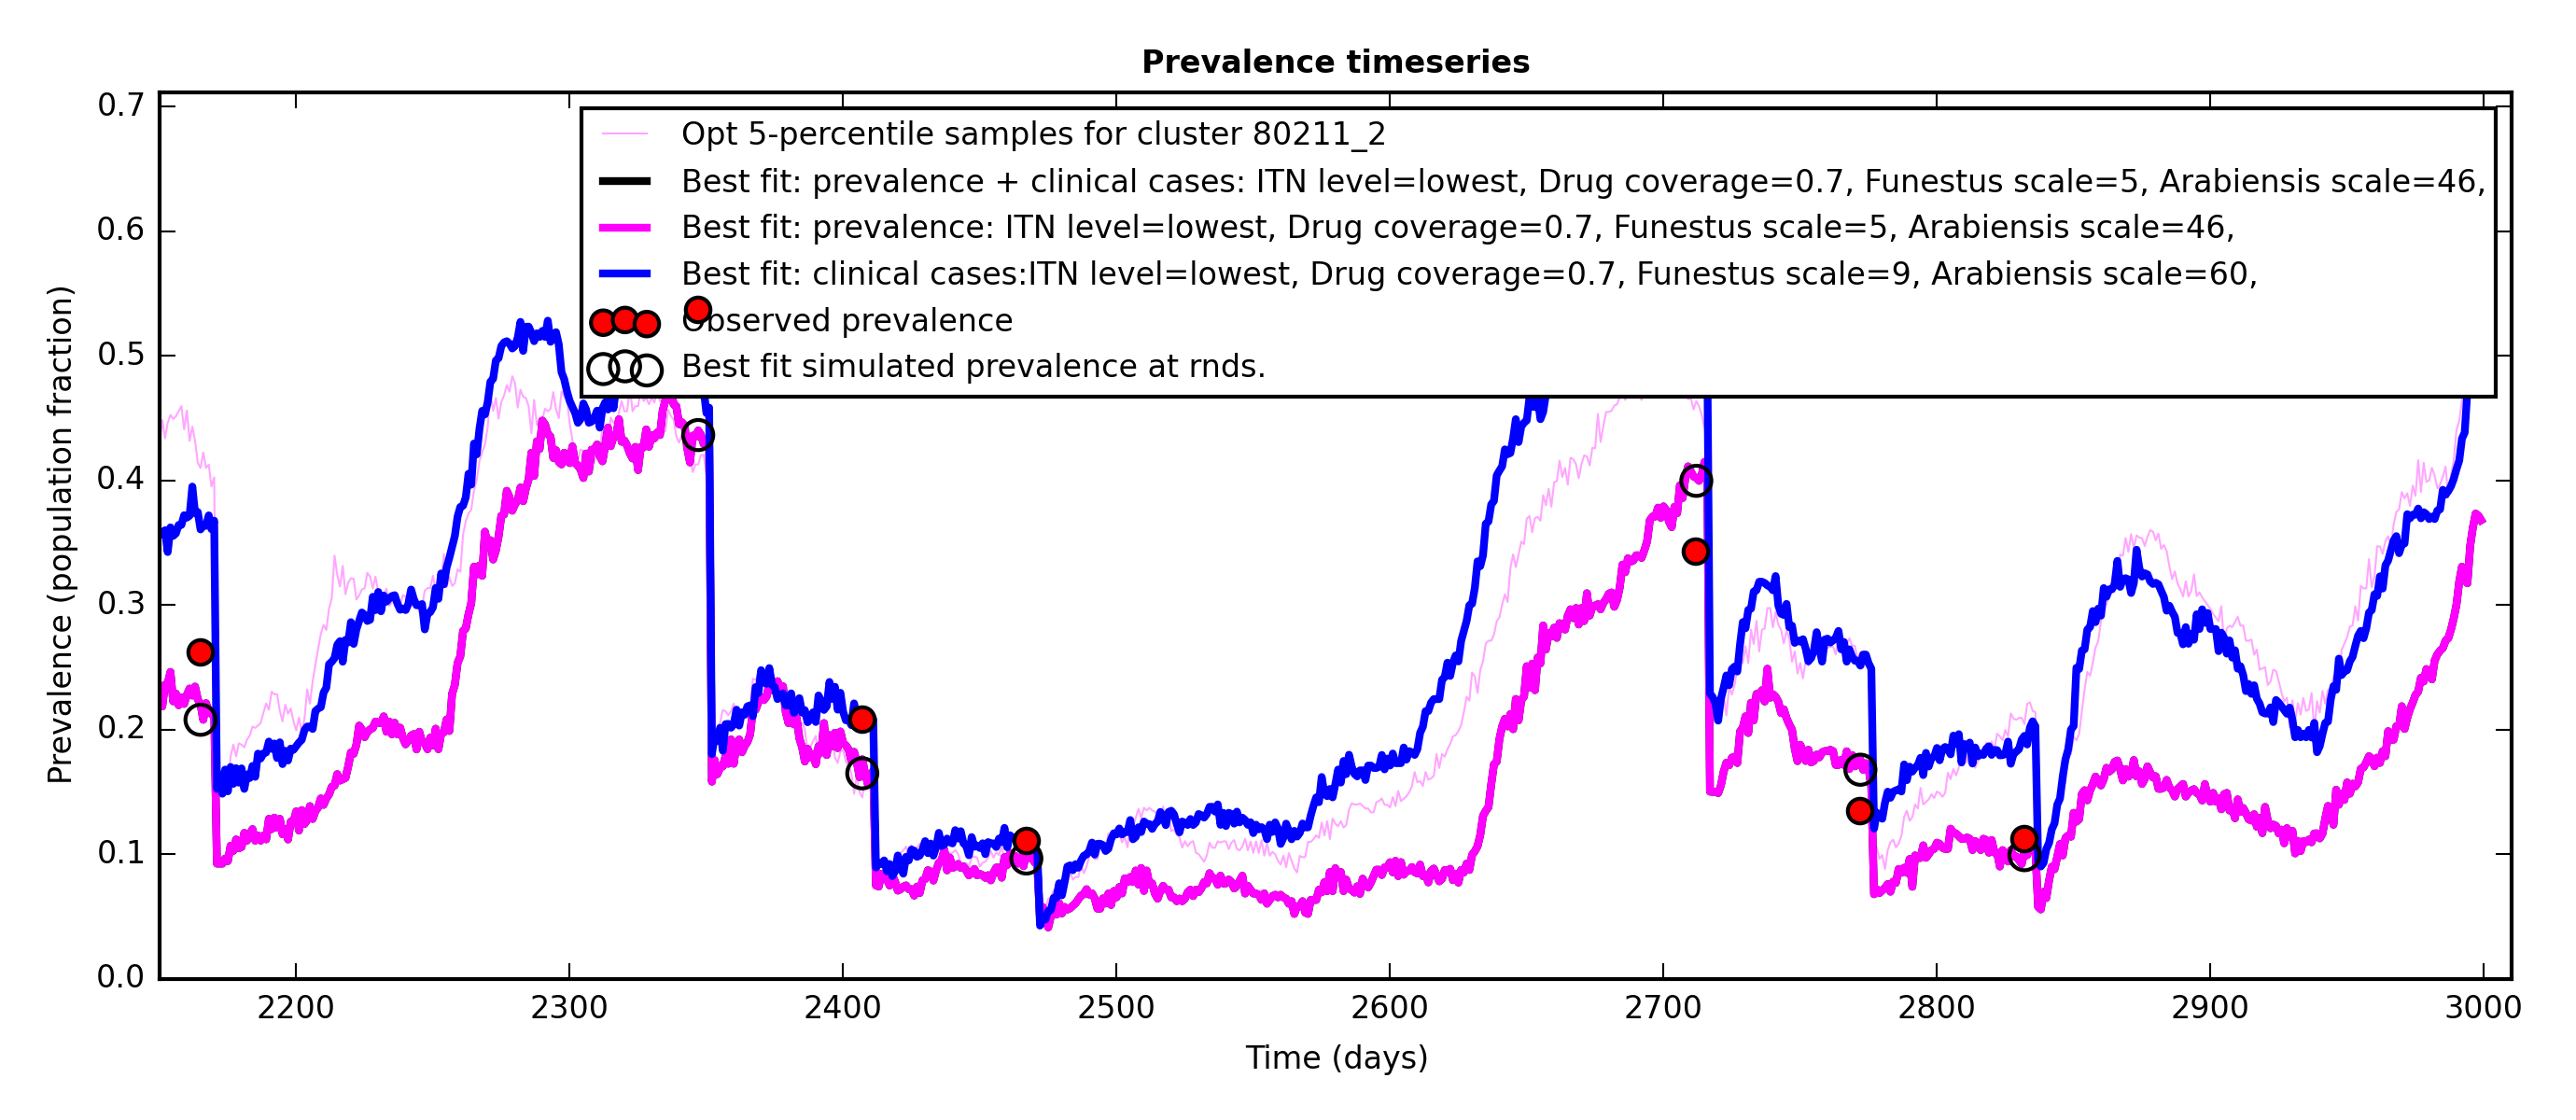 Prevalence timeseries
0.7
0.6
0.5
0.4
0.3
0.2
0.1
0.0
Prevalence (population fraction)
Opt 5-percentile samples for cluster 80211_2
Best fit: prevalence + clinical cases: ITN level=lowest, Drug coverage=0.7, Funestus scale=5, Arabiensis scale=46,
Best fit: prevalence: ITN level=lowest, Drug coverage=0.7, Funestus scale=5, Arabiensis scale=46,
Best fit: clinical cases:ITN level=lowest, Drug coverage=0.7, Funestus scale=9, Arabiensis scale=60,
Observed prevalence
Best fit simulated prevalence at rnds.
2200 2300 2400 2500 2600 2700 2800 2900 3000
Time (days)